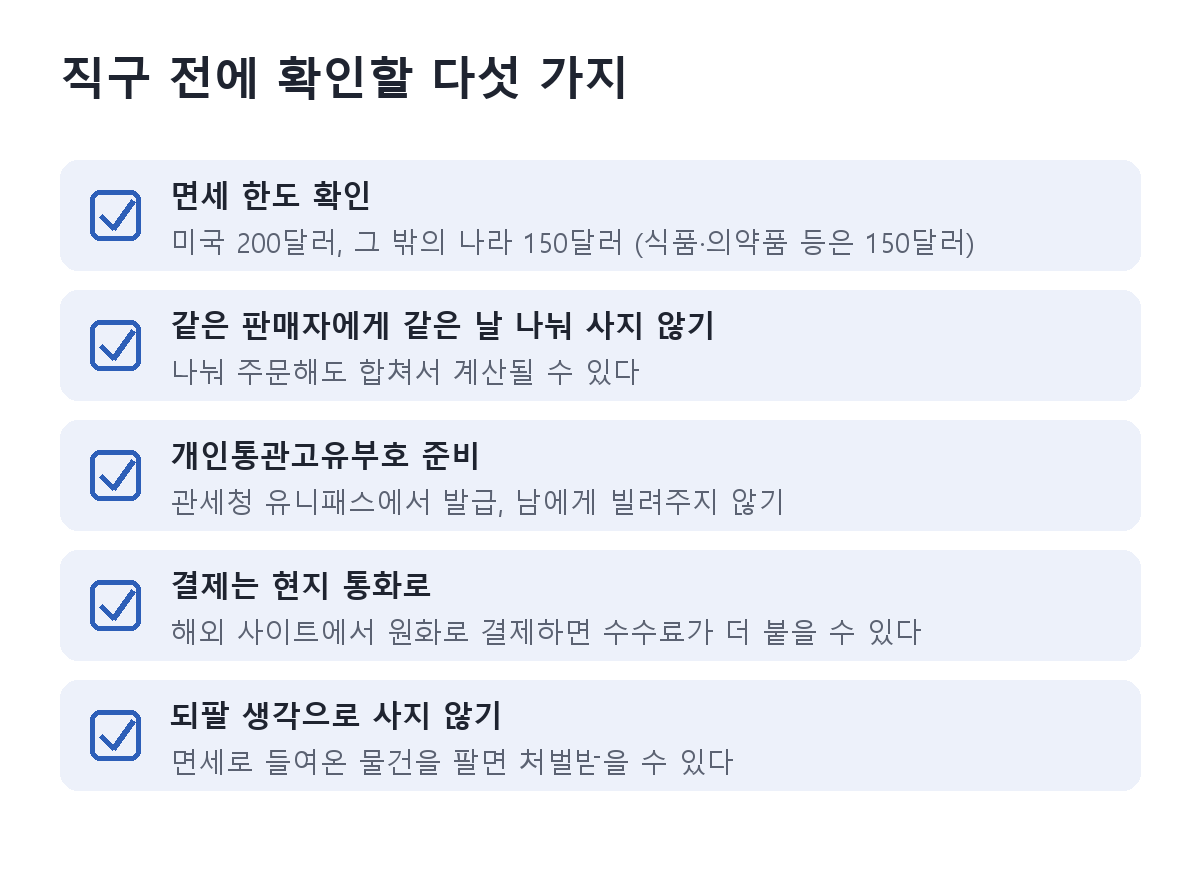 직구 전에 확인할 다섯 가지
면세 한도 확인
미국 200달러, 그 밖의 나라 150달러 (식품·의약품 등은 150달러)
같은 판매자에게 같은 날 나눠 사지 않기
나눠 주문해도 합쳐서 계산될 수 있다
개인통관고유부호 준비
관세청 유니패스에서 발급, 남에게 빌려주지 않기
결제는 현지 통화로
해외 사이트에서 원화로 결제하면 수수료가 더 붙을 수 있다
되팔 생각으로 사지 않기
면세로 들여온 물건을 팔면 처벌받을 수 있다